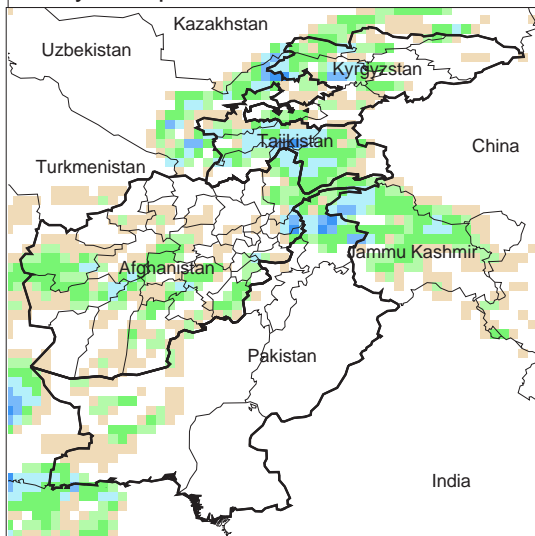 Kazakhstan
Uzbekistan
Kyrgyzstan
Tajikistan
China
Turkmenistan
Jammu Kashmir
Afghanistan
Pakistan
India